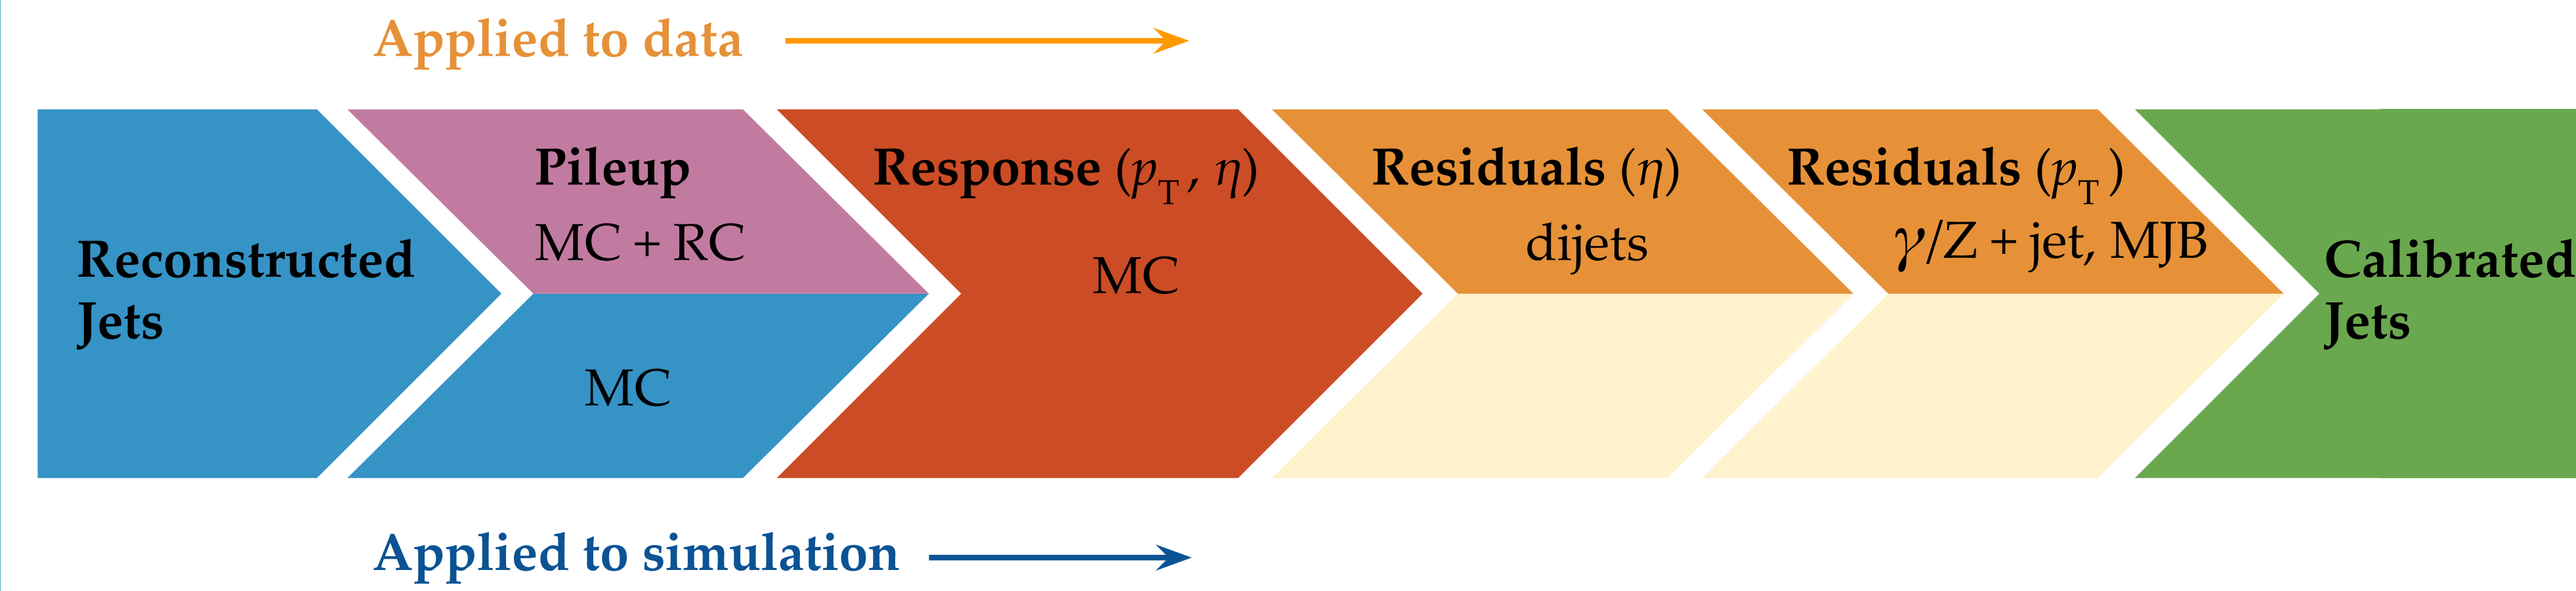 Applied to data
Reconstructed
Jets
Pileup
MC + RC
MC
Response (pT, η)
MC
Residuals (η)
dijets
Residuals (pT)
γ/Z + jet, MJB
Calibrated
Jets
Applied to simulation